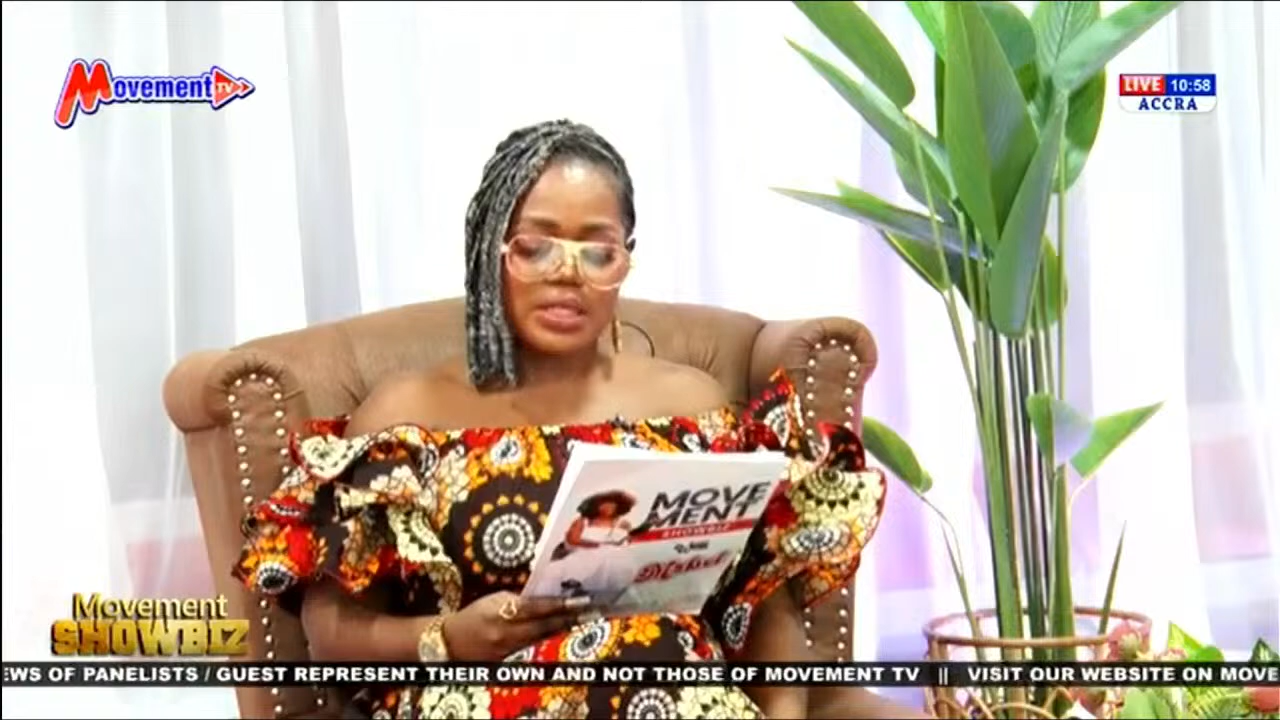 Movement TV
LIVE 10:58
ACCRA
MOVE
MENT
SHOWBIZ
Movement
SHOWBIZ
EWS OF PANELISTS / GUEST REPRESENT THEIR OWN AND NOT THOSE OF MOVEMENT TV || VISIT OUR WEBSITE ON MOVE